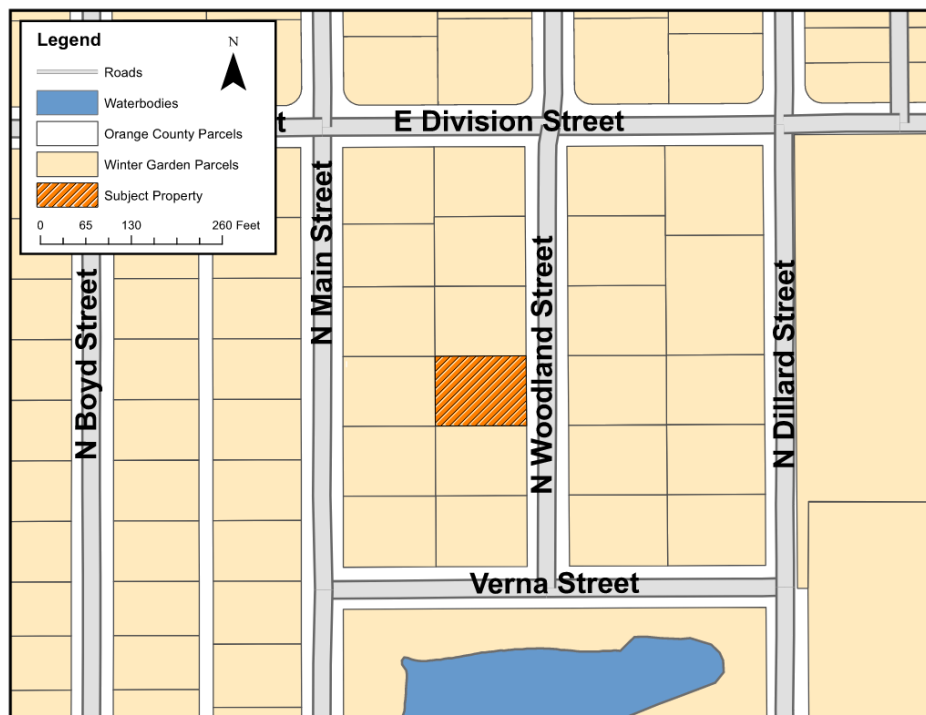 Legend
N
Roads
Waterbodies
Orange County Parcels
Winter Garden Parcels
Subject Property
0 65 130 260 Feet
t
E Division Street
N Main Street
N Woodland Street
N Dillard Street
N Boyd Street
Verna Street